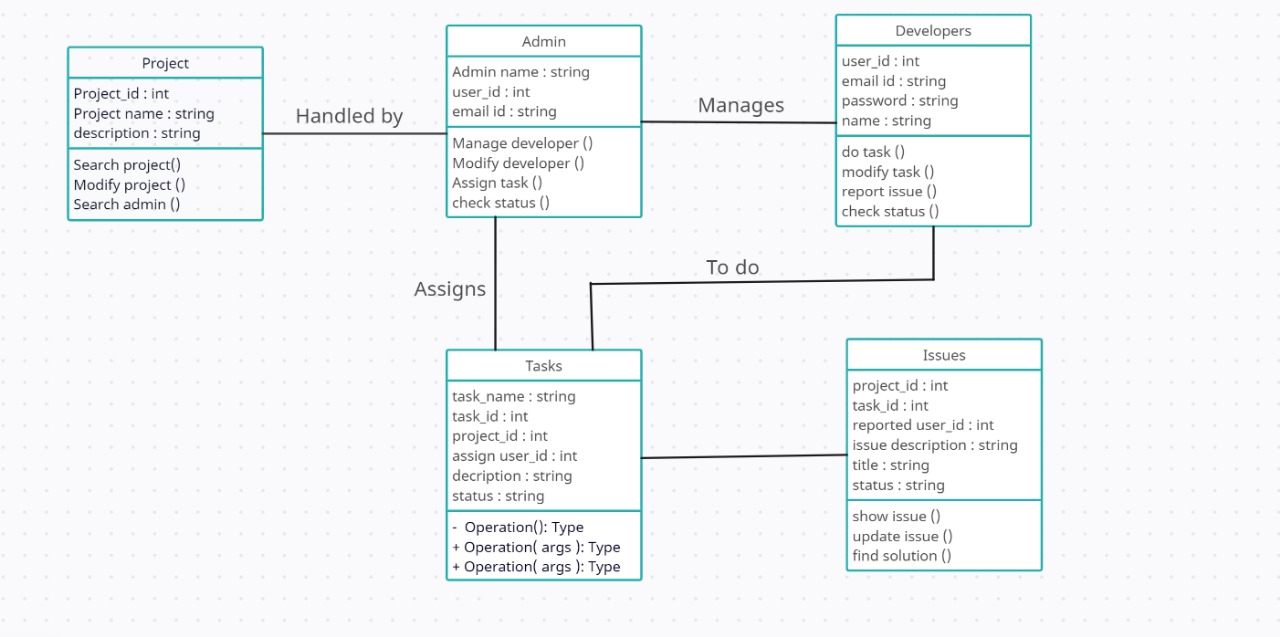 Project
Project_id : int
Project name : string
description : string
Search project()
Modify project ()
Search admin ()
Handled by
Admin
Admin name : string
user_id : int
email id : string
Manage developer ()
Modify developer ()
Assign task ()
check status ()
Manages
Developers
user_id : int
email id : string
password : string
name : string
do task ()
modify task ()
report issue ()
check status ()
Assigns
To do
Tasks
task_name : string
task_id : int
project_id : int
assign user_id : int
decription : string
status : string
- Operation(): Type
+ Operation( args ): Type
+ Operation( args ): Type
Issues
project_id : int
task_id : int
reported user_id : int
issue description : string
title : string
status : string
show issue ()
update issue ()
find solution ()